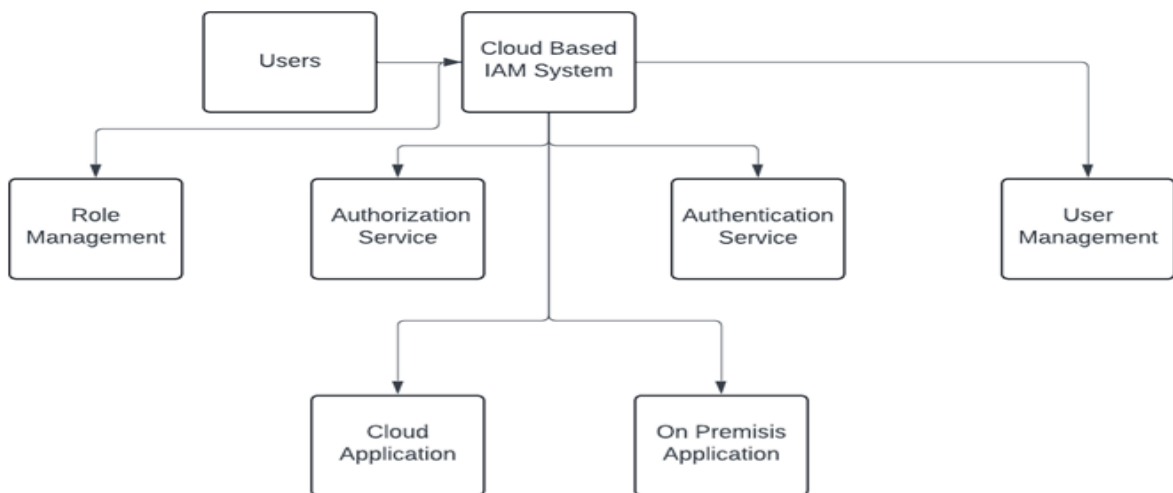 Users
Cloud Based
IAM System
Role
Management
Authorization
Service
Authentication
Service
User
Management
Cloud
Application
On Premisis
Application